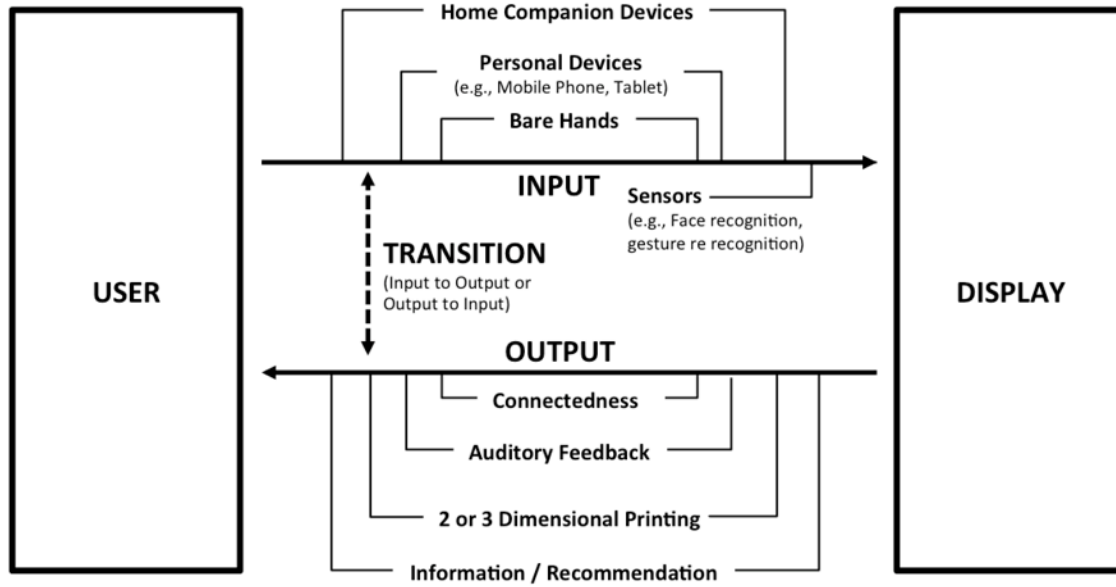 Home Companion Devices
Personal Devices
(e.g., Mobile Phone, Tablet)
Bare Hands
INPUT
Sensors
(e.g., Face recognition,
gesture re recognition)
TRANSITION
(Input to Output or
Output to Input)
USER
DISPLAY
OUTPUT
Connectedness
Auditory Feedback
2 or 3 Dimensional Printing
Information / Recommendation